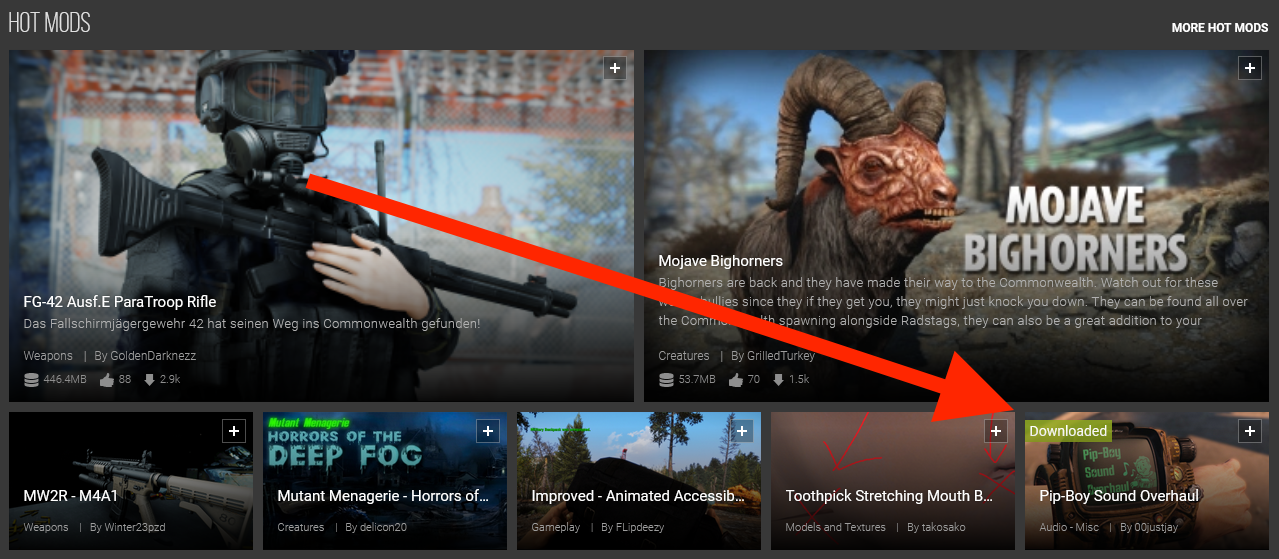 HOT MODS
MORE HOT MODS
FG-42 Ausf.E ParaTroop Rifle
Das Fallschirmjägergewehr 42 hat seinen Weg ins Commonwealth gefunden!
Weapons | By GoldenDarknezz
446.4MB 88 2.9k
MOJAVE
BIGHORNERS
Mojave Bighorners
Bighorners are back and they have made their way to the Commonwealth. Watch out for these
bullies since they if they get you, they might just knock you down. They can be found all over
the spawning alongside Radstags, they can also be a great addition to your
Creatures | By GrilledTurkey
53.7MB 70 1.5k
MW2R - M4A1
Weapons | By Winter23pzd
Mutant Menagerie
HORRORS OF THE
DEEP FOG
Mutant Menagerie - Horrors of...
Creatures | By delicon20
Improved - Animated Accessib...
Gameplay | By FLipdeezy
Toothpick Stretching Mouth B...
Models and Textures | By takosako
Downloaded
Pip-Boy
Sound
Overhaul
Pip-Boy Sound Overhaul
Audio - Misc | By 00justjay